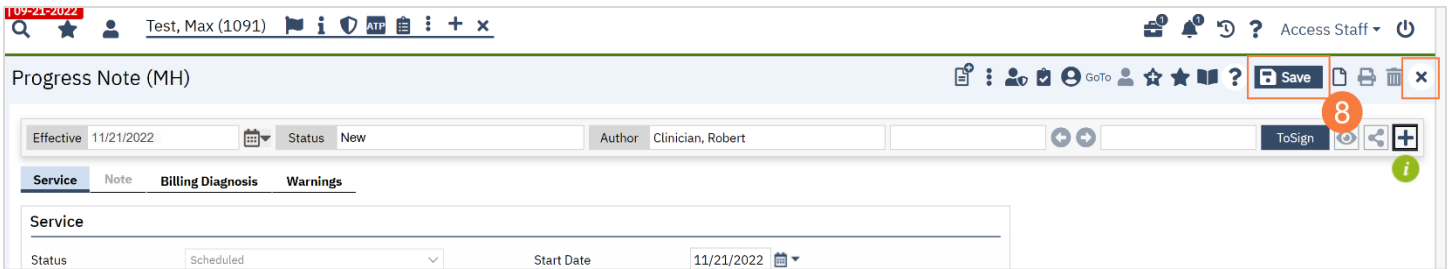 T 09-21-2022
Test, Max (1091) i ATP Access Staff
Progress Note (MH) GoTo ? Save
8
Effective 11/21/2022 Status New Author Clinician, Robert ToSign
i
Service Note Billing Diagnosis Warnings
Service
Status Scheduled Start Date 11/21/2022